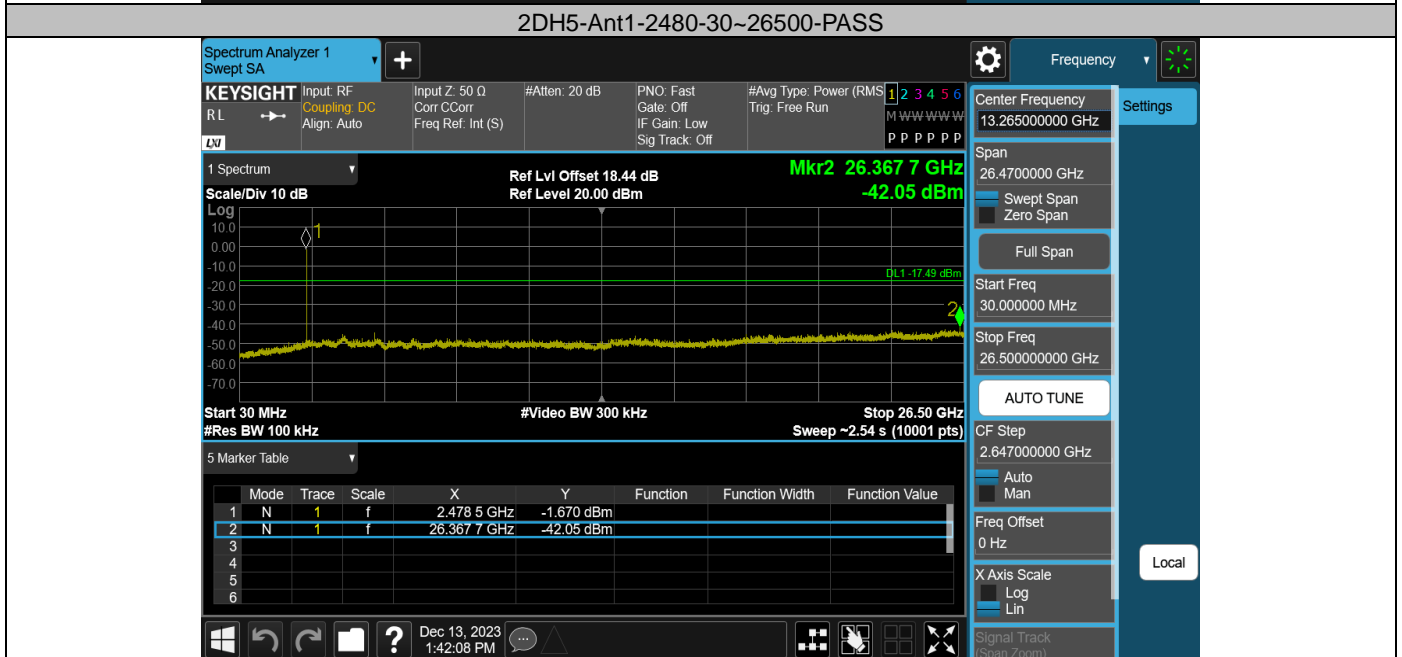 2DH5-Ant1-2480-30~26500-PASS
Spectrum Analyzer 1
Swept SA
+
Frequency
KEYSIGHT
RL
LXI
Input: RF
Coupling: DC
Align: Auto
Input Z: 50 Ω
Corr CCorr
Freq Ref: Int (S)
#Atten: 20 dB
PNO: Fast
Gate: Off
IF Gain: Low
Sig Track: Off
#Avg Type: Power (RMS
Trig: Free Run
1 2 3 4 5 6
M W W W W W
P P P P P P
1 Spectrum
Scale/Div 10 dB
Ref Lvl Offset 18.44 dB
Ref Level 20.00 dBm
Mkr2 26.367 7 GHz
-42.05 dBm
Log
10.0
0.00
-10.0
-20.0
-30.0
-40.0
-50.0
-60.0
-70.0
1
DL1 -17.49 dBm
2
Start 30 MHz
#Video BW 300 kHz
Stop 26.50 GHz
#Res BW 100 kHz
Sweep ~2.54 s (10001 pts)
5 Marker Table
Mode Trace Scale X Y Function Function Width Function Value
1 N 1 f 2.478 5 GHz -1.670 dBm
2 N 1 f 26.367 7 GHz -42.05 dBm
3
4
5
6
Dec 13, 2023
1:42:08 PM
?
Center Frequency
13.265000000 GHz
Settings
Span
26.4700000 GHz
Swept Span
Zero Span
Full Span
Start Freq
30.000000 MHz
Stop Freq
26.500000000 GHz
AUTO TUNE
CF Step
2.647000000 GHz
Auto
Man
Freq Offset
0 Hz
Local
X Axis Scale
Log
Lin
Signal Track
(Span Zoom)